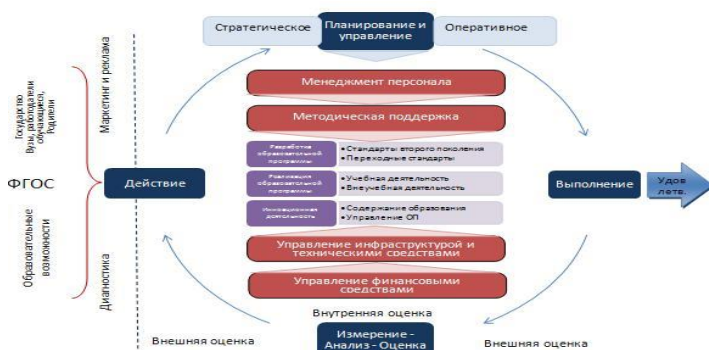 Стратегическое
Планирование и
управление
Оперативное
Маркетинг и реклама
Государство
Вузы, работодатели
обучающиеся,
Родители
ФГОС
Образовательные
возможности
Диагностика
Действие
Менеджмент персонала
Методическая поддержка
Разработка
образовательной
программы
• Стандарты второго поколения
• Переходные стандарты
Реализация
образовательной
программы
• Учебная деятельность
• Внеучебная деятельность
Инновационная
деятельность
• Содержание образования
• Управление ОП
Управление инфраструктурой и
техническими средствами
Управление финансовыми
средствами
Выполнение
Удов
летв.
Внутренняя оценка
Внешняя оценка
Измерение -
Анализ - Оценка
Внешняя оценка